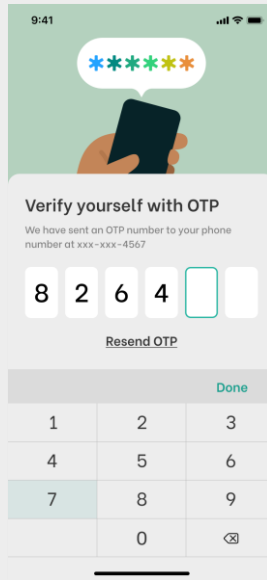 9:41
******
Verify yourself with OTP
We have sent an OTP number to your phone
number at xxx-xxx-4567
8 2 6 4
Resend OTP
Done
1 2 3
4 5 6
7 8 9
0